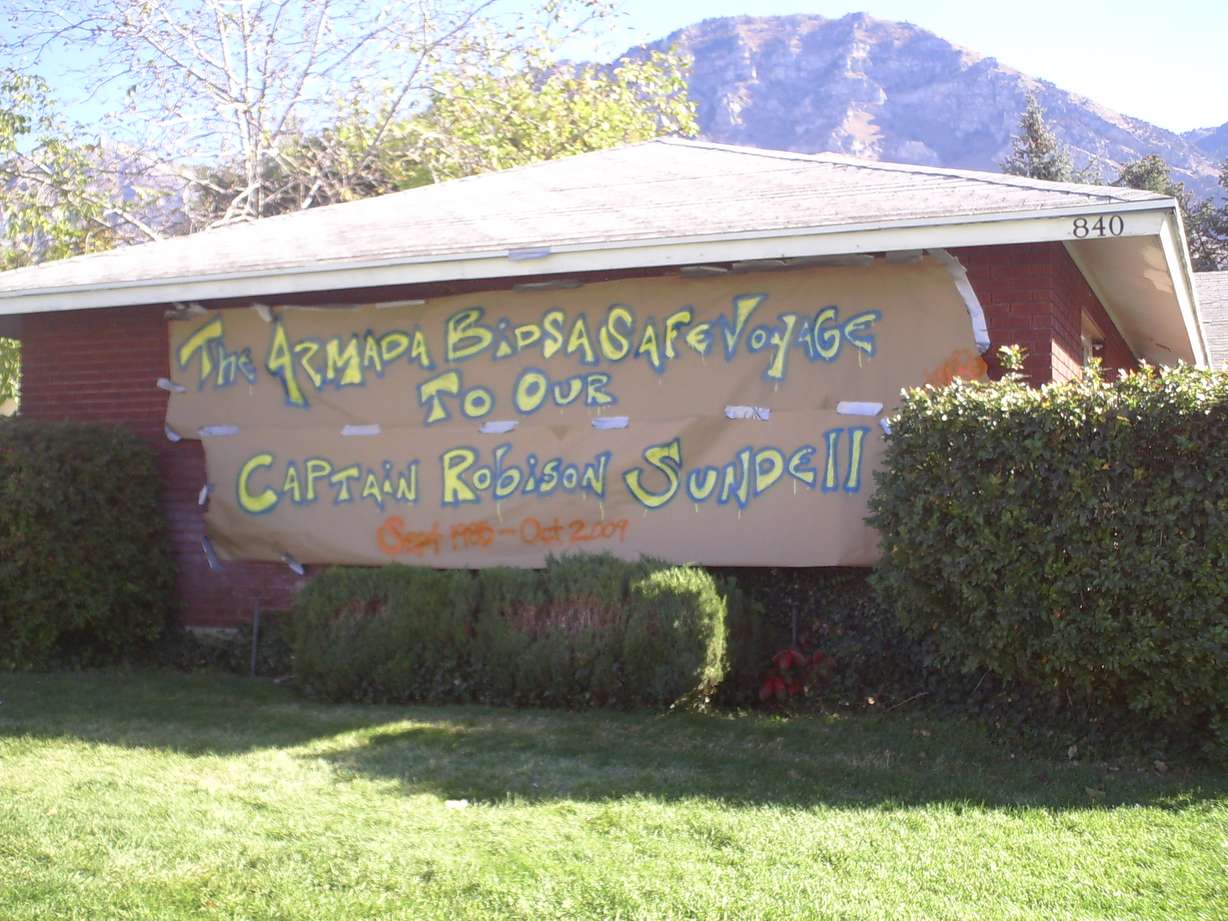 840
The Armada Bids A Safe Voyage
To Our
Captain Robison Sundell
Sept 1985 - Oct 2009